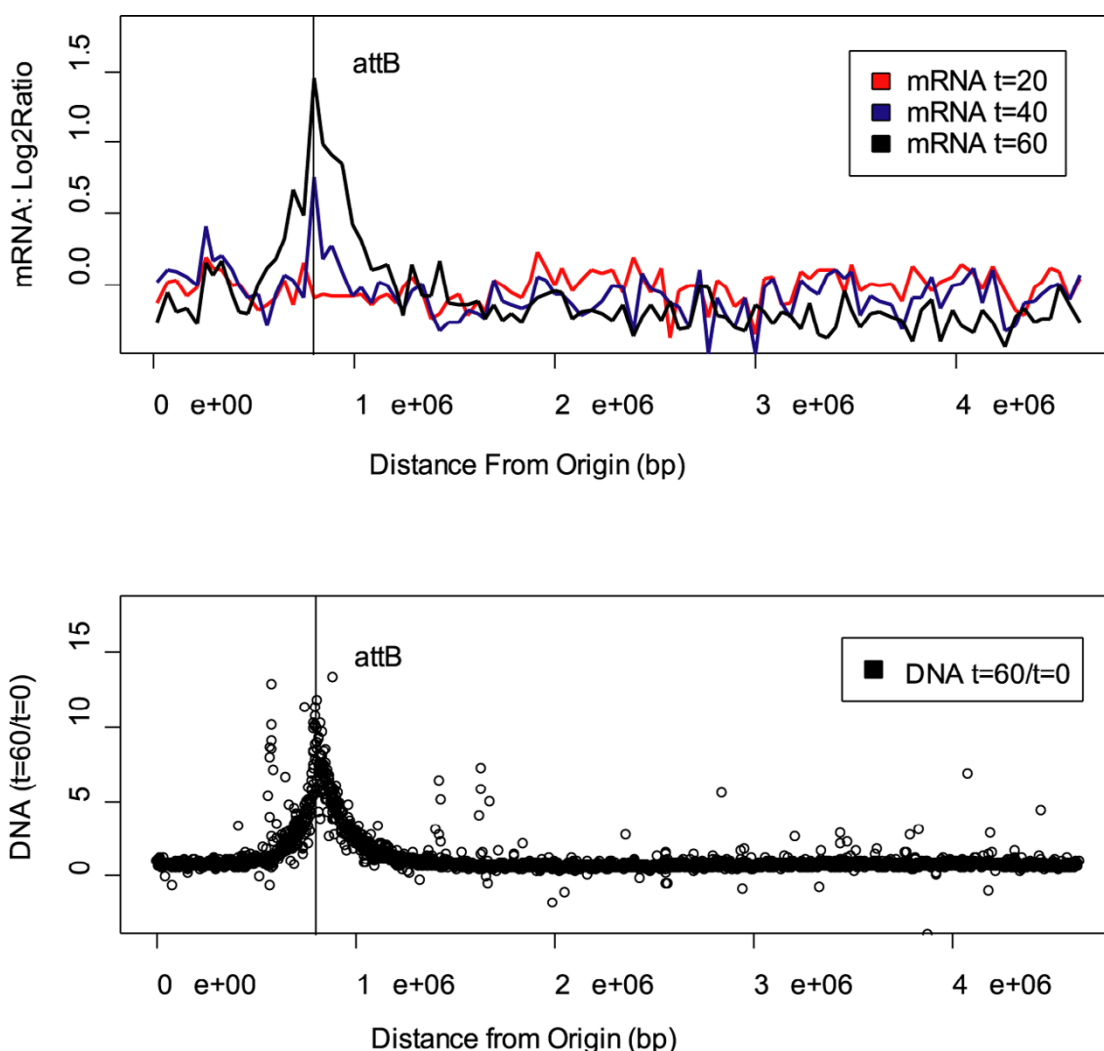 mRNA: Log2Ratio
1.5
1.0
0.5
0.0
attB
mRNA t=20
mRNA t=40
mRNA t=60
0 e+00 1 e+06 2 e+06 3 e+06 4 e+06
Distance From Origin (bp)
DNA (t=60/t=0)
15
10
5
0
attB
DNA t=60/t=0
0 e+00 1 e+06 2 e+06 3 e+06 4 e+06
Distance from Origin (bp)